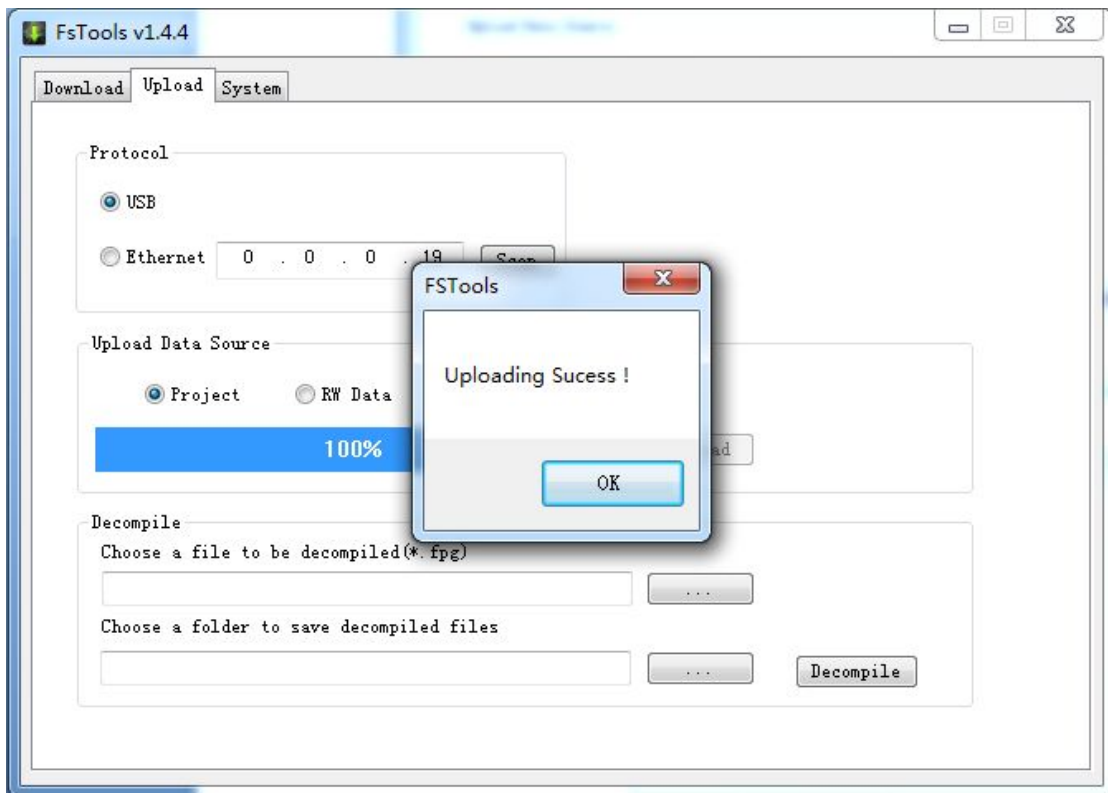 FsTools v1.4.4
Download Upload System
Protocol
USB
Ethernet 0 . 0 . 0 . 19
FSTools
Uploading Sucess !
OK
Upload Data Source
Project RW Data
100%
Decompile
Choose a file to be decompiled(*.fpg)
...
Choose a folder to save decompiled files
... Decompile